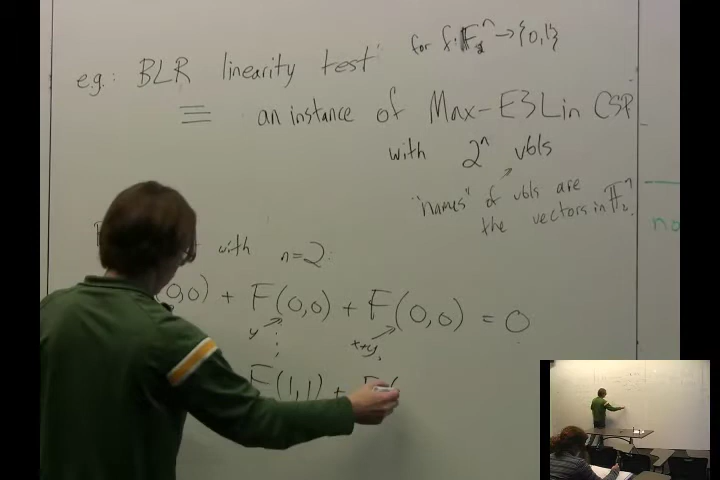 e.g.: BLR linearity test for f: 𝔽₂ⁿ → {0,1}
≡ an instance of Max-E3Lin CSP
with 2ⁿ vbls
"names" of vbls are
the vectors in 𝔽₂ⁿ.
no
with n=2:
0,0) + F(0,0) + F(0,0) = 0
y x+y
F(1,1) + F(